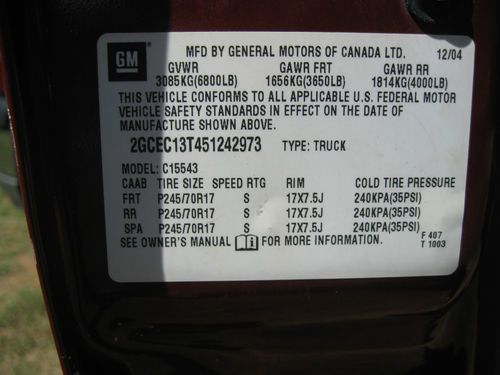 GM
MFD BY GENERAL MOTORS OF CANADA LTD. 12/04
GVWR GAWR FRT GAWR RR
3085KG(6800LB) 1656KG(3650LB) 1814KG(4000LB)
THIS VEHICLE CONFORMS TO ALL APPLICABLE U.S. FEDERAL MOTOR
VEHICLE SAFETY STANDARDS IN EFFECT ON THE DATE OF
MANUFACTURE SHOWN ABOVE.
2GCEC13T451242973 TYPE: TRUCK
MODEL: C15543
CAAB TIRE SIZE SPEED RTG RIM COLD TIRE PRESSURE
FRT P245/70R17 S 17X7.5J 240KPA(35PSI)
RR P245/70R17 S 17X7.5J 240KPA(35PSI)
SPA P245/70R17 S 17X7.5J 240KPA(35PSI)
SEE OWNER'S MANUAL i FOR MORE INFORMATION.
F 407
T 1003